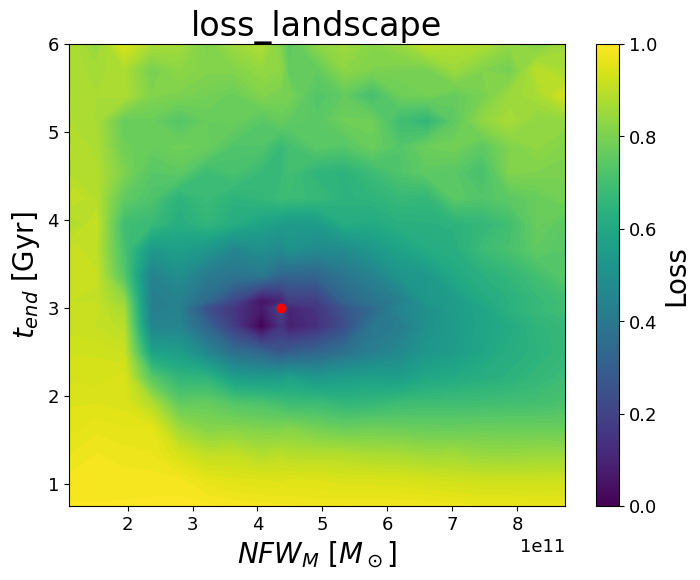 loss_landscape
6
5
4
3
2
1
t_end [Gyr]
2 3 4 5 6 7 8
1e11
NFW_M [M_⊙]
1.0
0.8
0.6
0.4
0.2
0.0
Loss